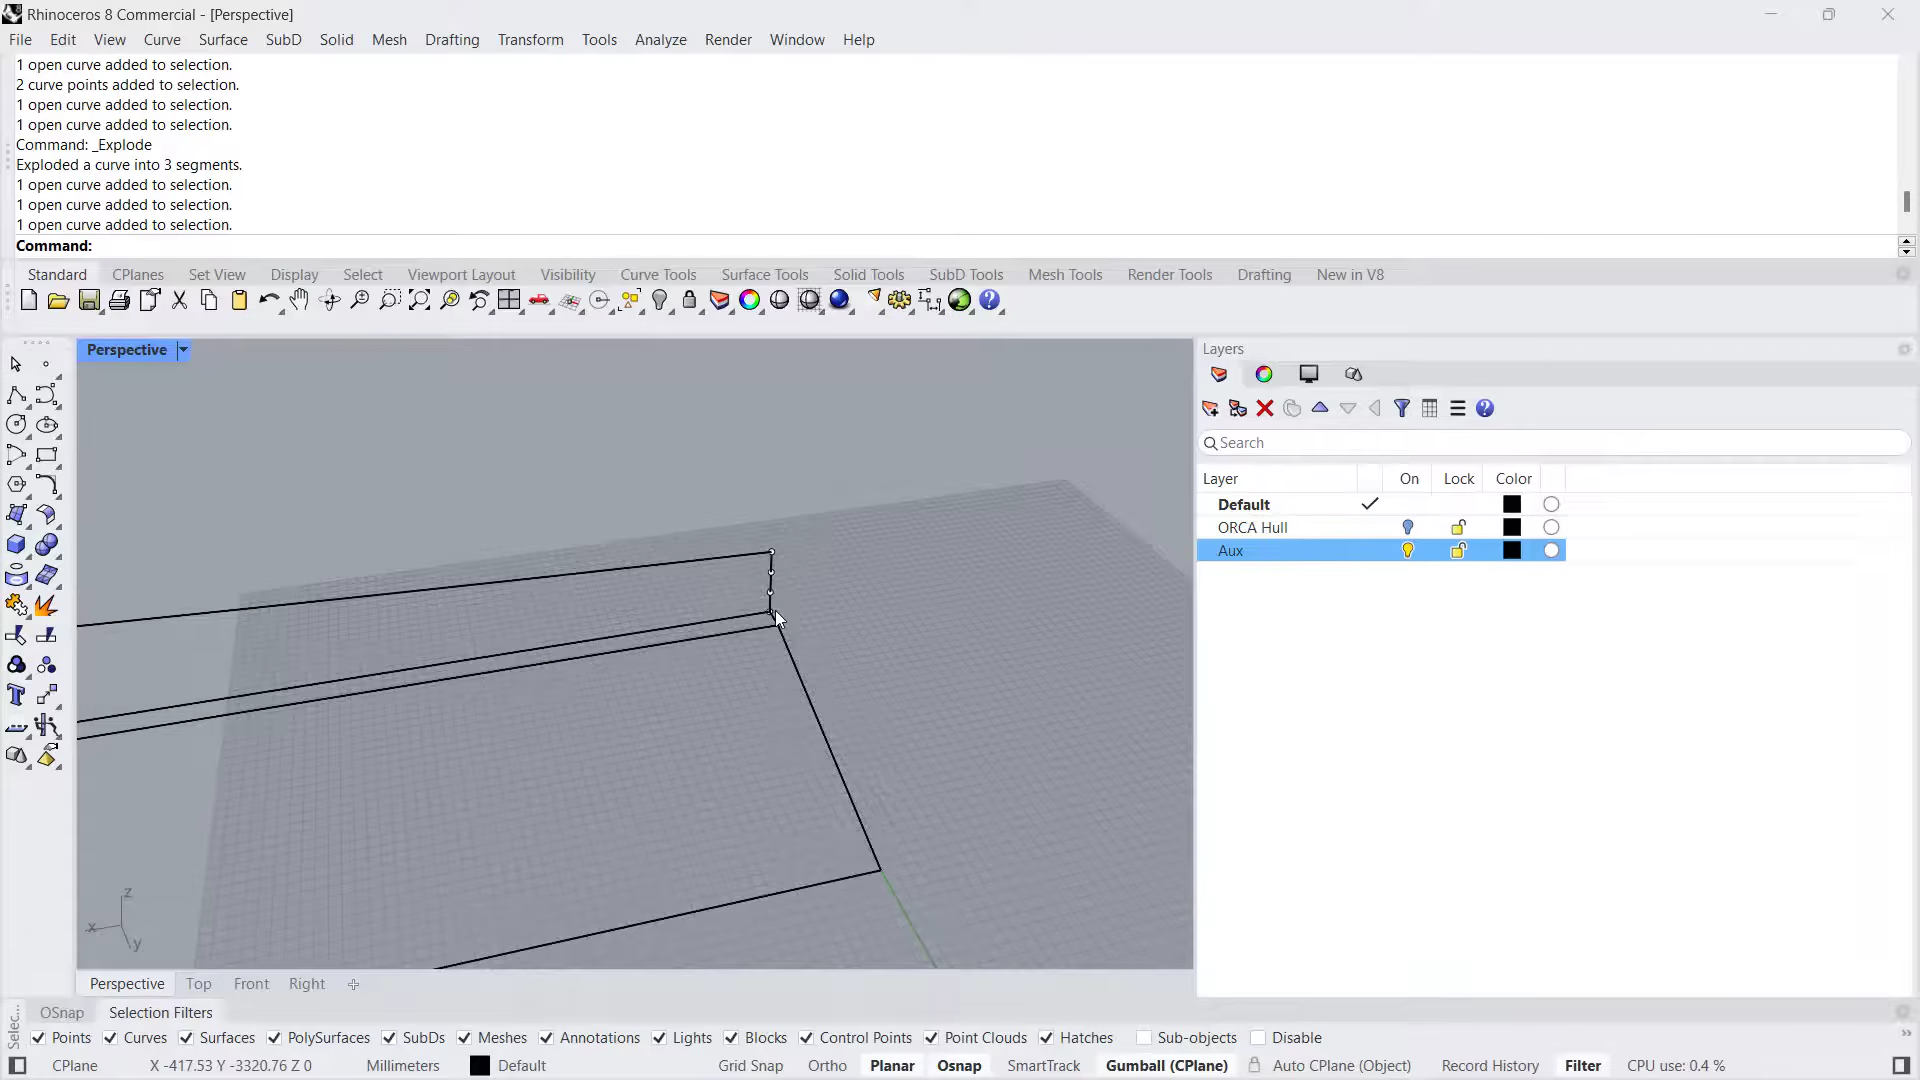 Rhinoceros 8 Commercial - [Perspective]
File Edit View Curve Surface SubD Solid Mesh Drafting Transform Tools Analyze Render Window Help
1 open curve added to selection.
2 curve points added to selection.
1 open curve added to selection.
1 open curve added to selection.
Command: _Explode
Exploded a curve into 3 segments.
1 open curve added to selection.
1 open curve added to selection.
1 open curve added to selection.
Command:
Standard CPlanes Set View Display Select Viewport Layout Visibility Curve Tools Surface Tools Solid Tools SubD Tools Mesh Tools Render Tools Drafting New in V8
Perspective
Layers
Search
Layer On Lock Color
Default
ORCA Hull
Aux
z
x
y
Perspective Top Front Right
Selec...
OSnap Selection Filters
Points Curves Surfaces PolySurfaces SubDs Meshes Annotations Lights Blocks Control Points Point Clouds Hatches Sub-objects Disable
CPlane X -417.53 Y -3320.76 Z 0 Millimeters Default Grid Snap Ortho Planar Osnap SmartTrack Gumball (CPlane) Auto CPlane (Object) Record History Filter CPU use: 0.4 %